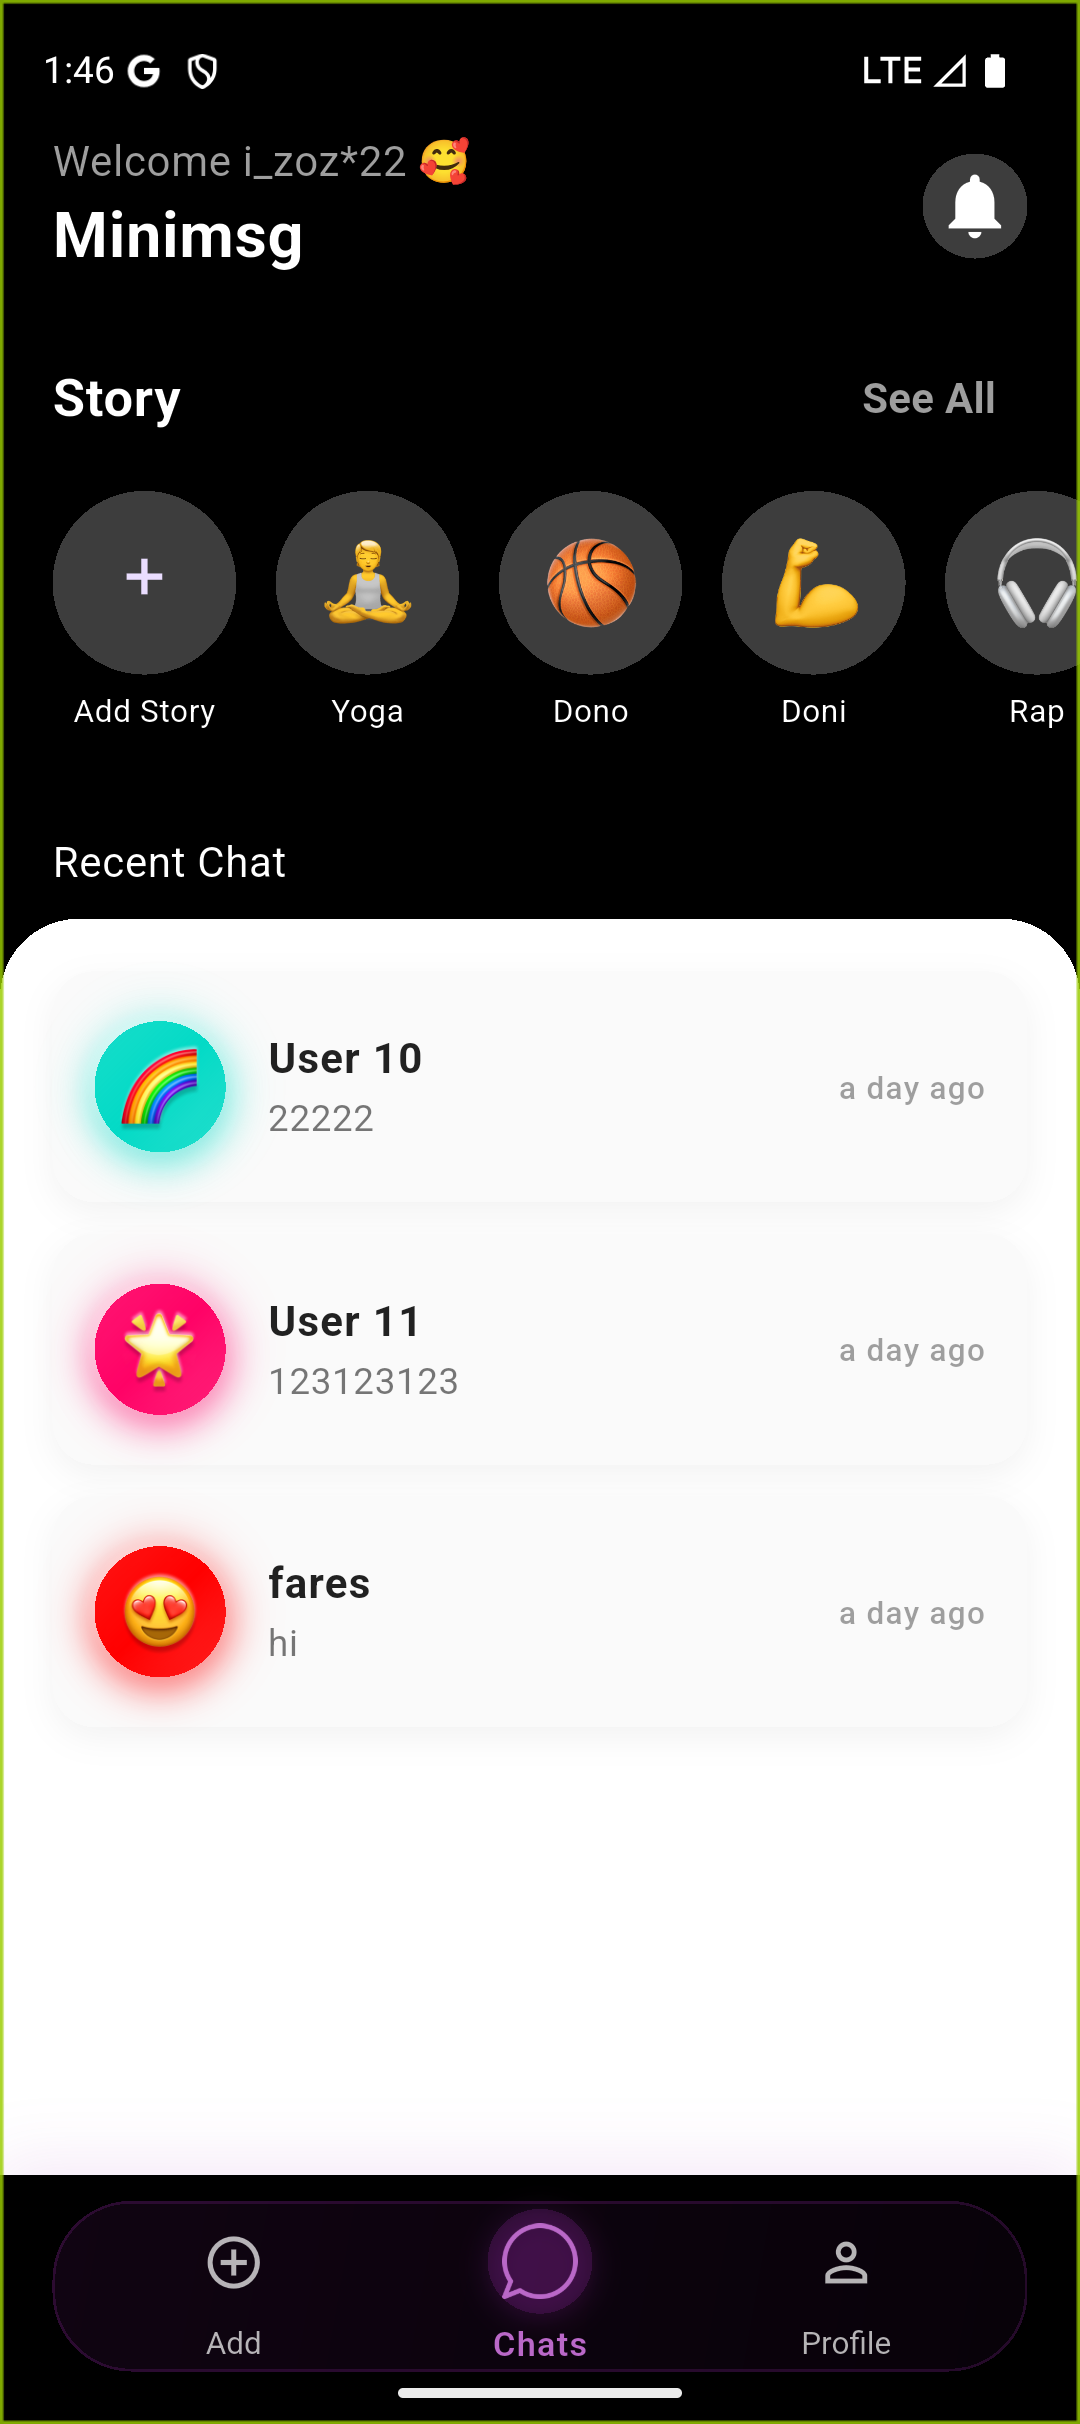 1:46
LTE
Welcome i_zoz*22 🥰
Minimsg
Story
See All
Add Story
Yoga
Dono
Doni
Rap
Recent Chat
User 10
22222
a day ago
User 11
123123123
a day ago
fares
hi
a day ago
Add
Chats
Profile